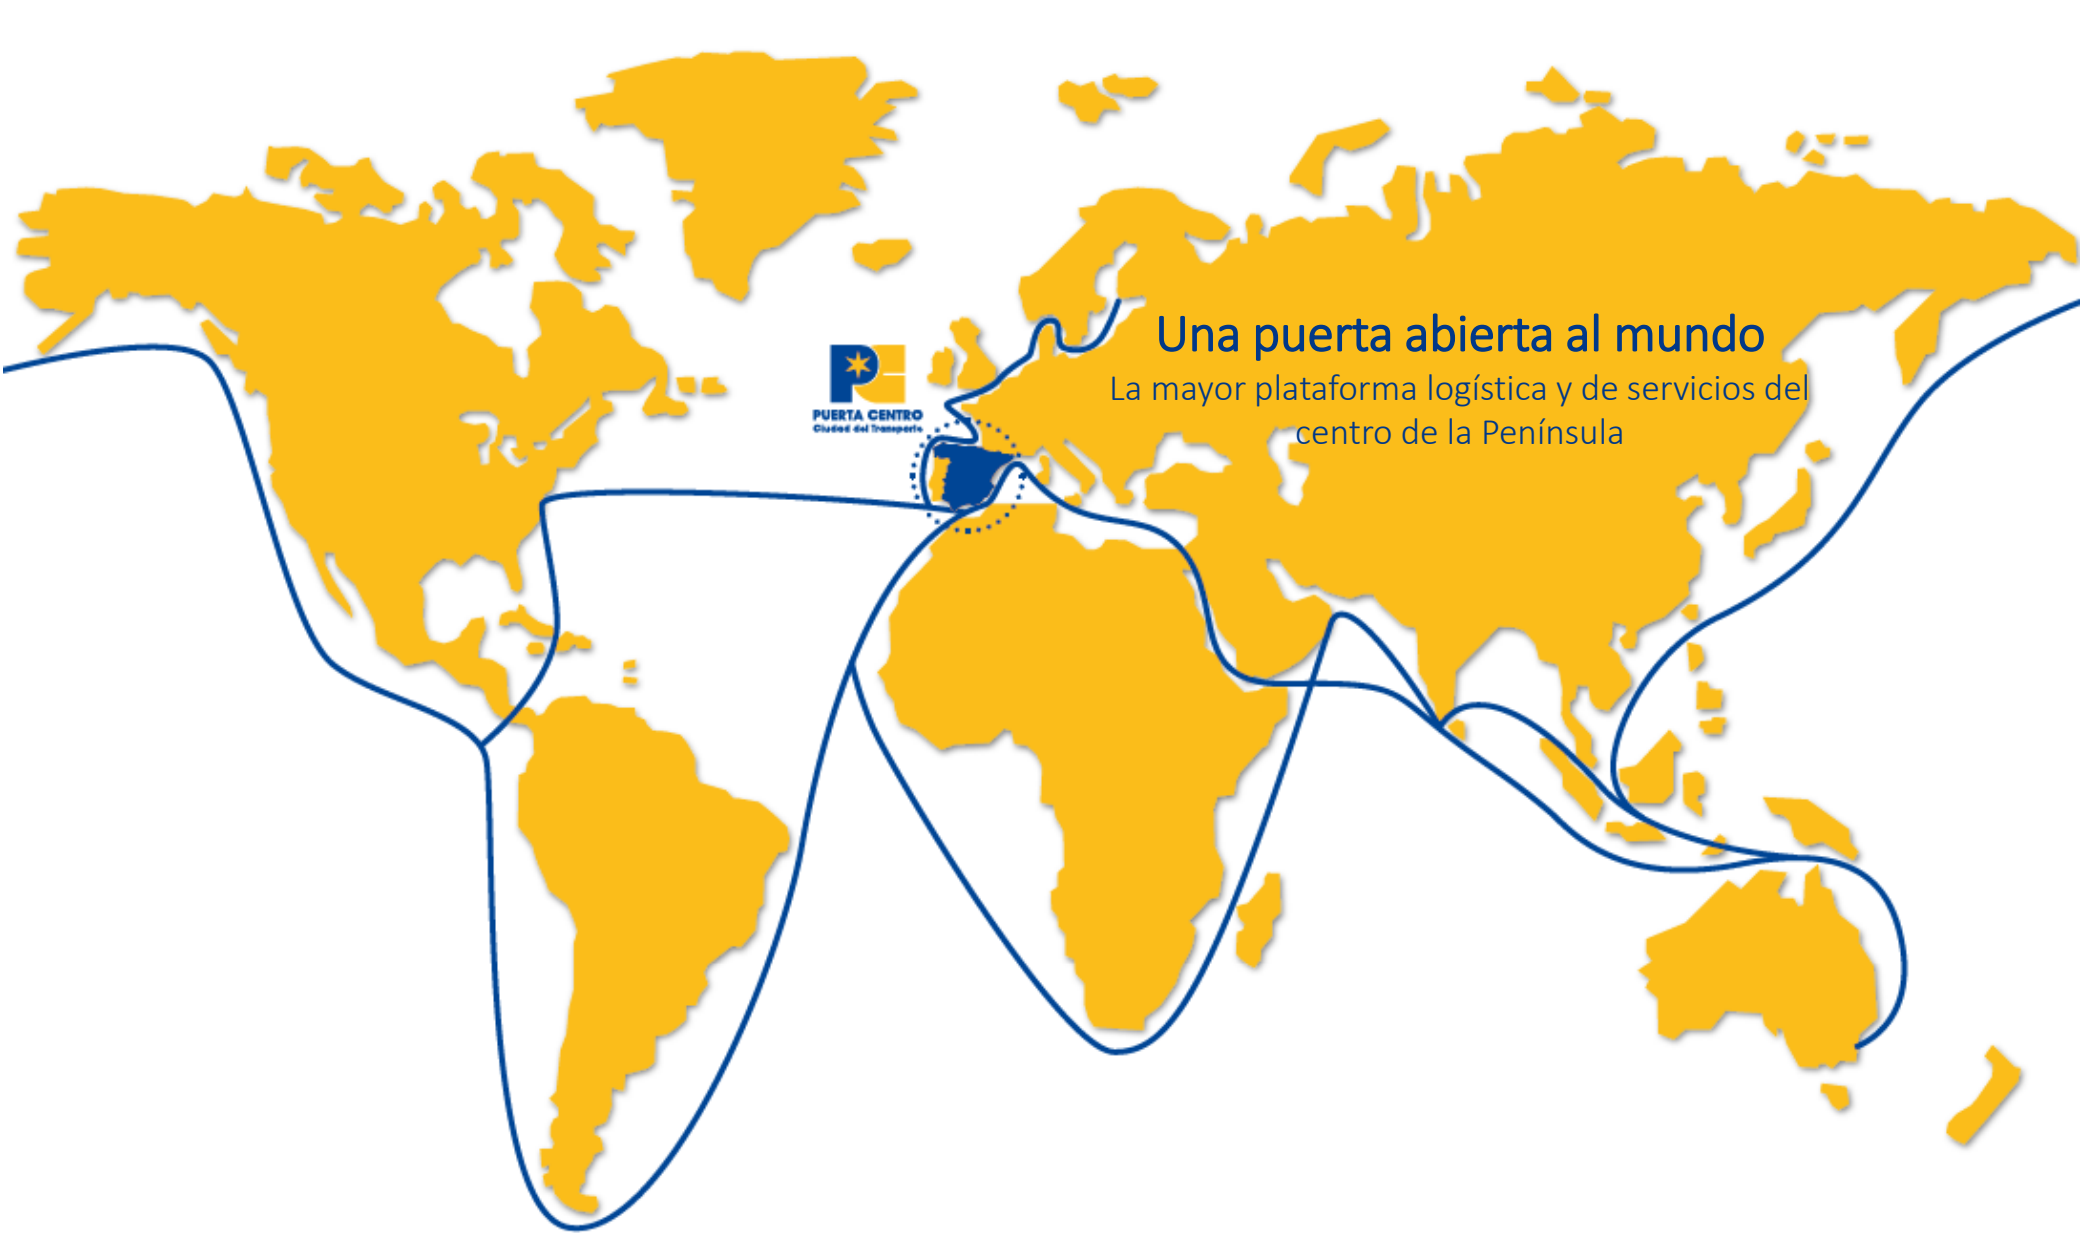 Una puerta abierta al mundo
La mayor plataforma logística y de servicios del
centro de la Península
PUERTA CENTRO
Ciudad del Transporte